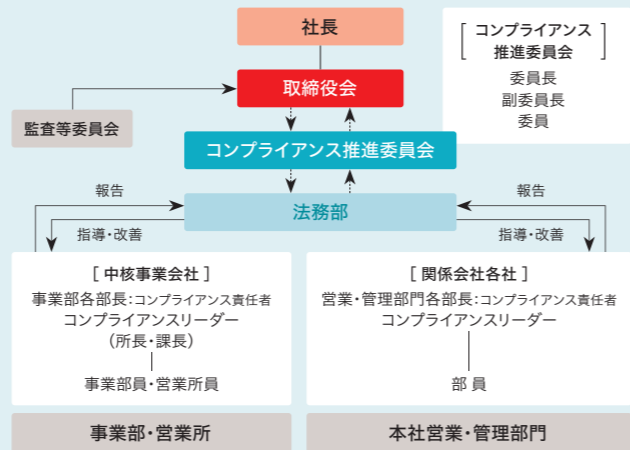 社長
取締役会
監査等委員会
コンプライアンス推進委員会
法務部
[ コンプライアンス
推進委員会 ]
委員長
副委員長
委員
報告
指導・改善
報告
指導・改善
[ 中核事業会社 ]
事業部各部長:コンプライアンス責任者
コンプライアンスリーダー
(所長・課長)
事業部員・営業所員
事業部・営業所
[ 関係会社各社 ]
営業・管理部門各部長:コンプライアンス責任者
コンプライアンスリーダー
部員
本社営業・管理部門